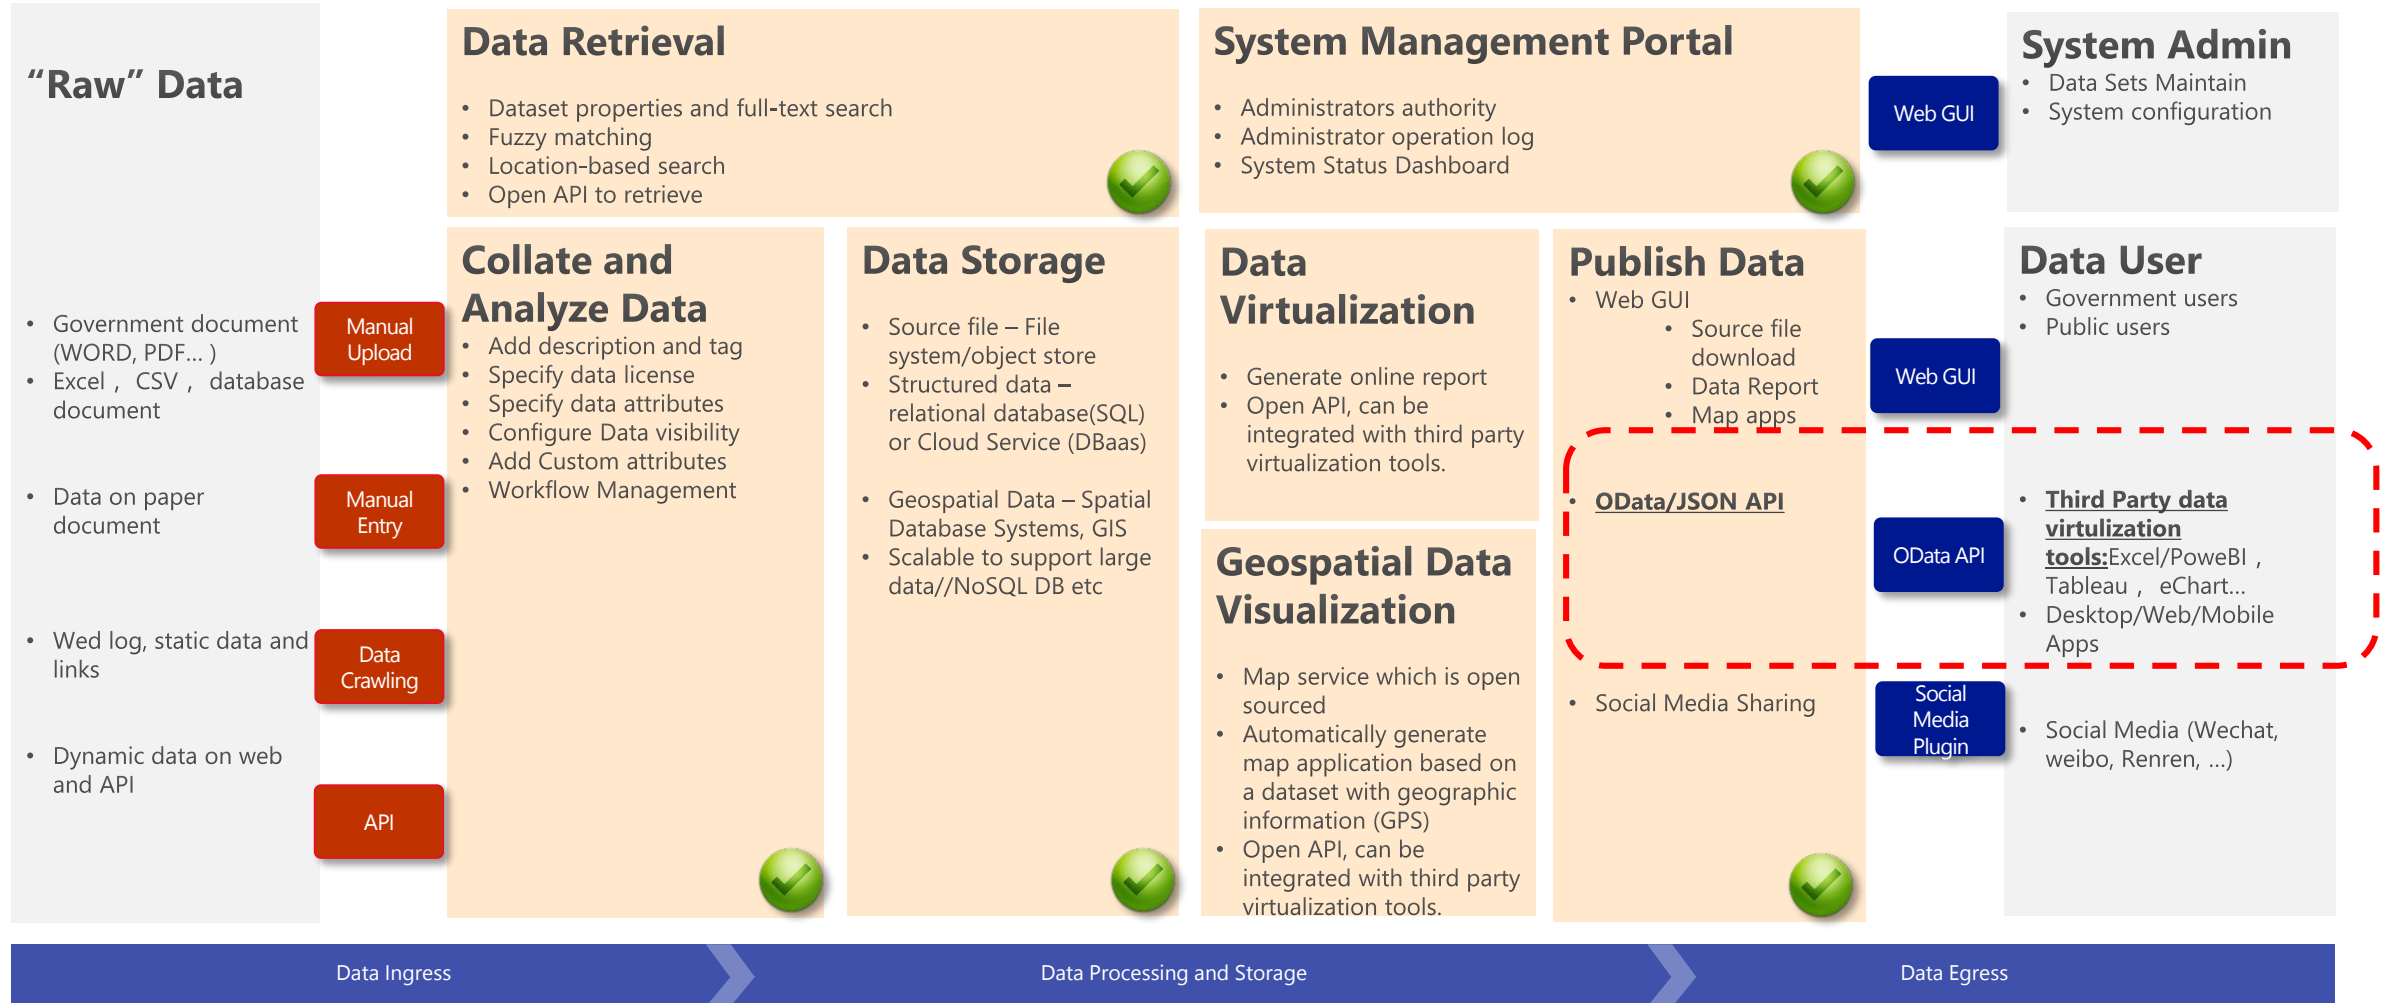 “Raw” Data
• Government document
(WORD, PDF... )
• Excel ， CSV ， database
document
• Data on paper
document
• Wed log, static data and
links
• Dynamic data on web
and API
Manual
Upload
Manual
Entry
Data
Crawling
API
Data Retrieval
• Dataset properties and full-text search
• Fuzzy matching
• Location-based search
• Open API to retrieve
Collate and
Analyze Data
• Add description and tag
• Specify data license
• Specify data attributes
• Configure Data visibility
• Add Custom attributes
• Workflow Management
Data Storage
• Source file – File
system/object store
• Structured data –
relational database(SQL)
or Cloud Service (DBaas)
• Geospatial Data – Spatial
Database Systems, GIS
• Scalable to support large
data//NoSQL DB etc
System Management Portal
• Administrators authority
• Administrator operation log
• System Status Dashboard
Data
Virtualization
• Generate online report
• Open API, can be
integrated with third party
virtualization tools.
Geospatial Data
Visualization
• Map service which is open
sourced
• Automatically generate
map application based on
a dataset with geographic
information (GPS)
• Open API, can be
integrated with third party
virtualization tools.
Publish Data
• Web GUI
• Source file
download
• Data Report
• Map apps
• OData/JSON API
• Social Media Sharing
Web GUI
Web GUI
OData API
Social
Media
Plugin
System Admin
• Data Sets Maintain
• System configuration
Data User
• Government users
• Public users
• Third Party data
virtulization
tools:Excel/PoweBI ，
Tableau ， eChart...
• Desktop/Web/Mobile
Apps
• Social Media (Wechat,
weibo, Renren, ...)
Data Ingress
Data Processing and Storage
Data Egress